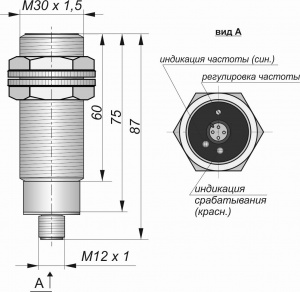 M30 x 1,5
вид А
индикация частоты (син.)
регулировка частоты
60
75
87
индикация
срабатывания
(красн.)
M12 x 1
А